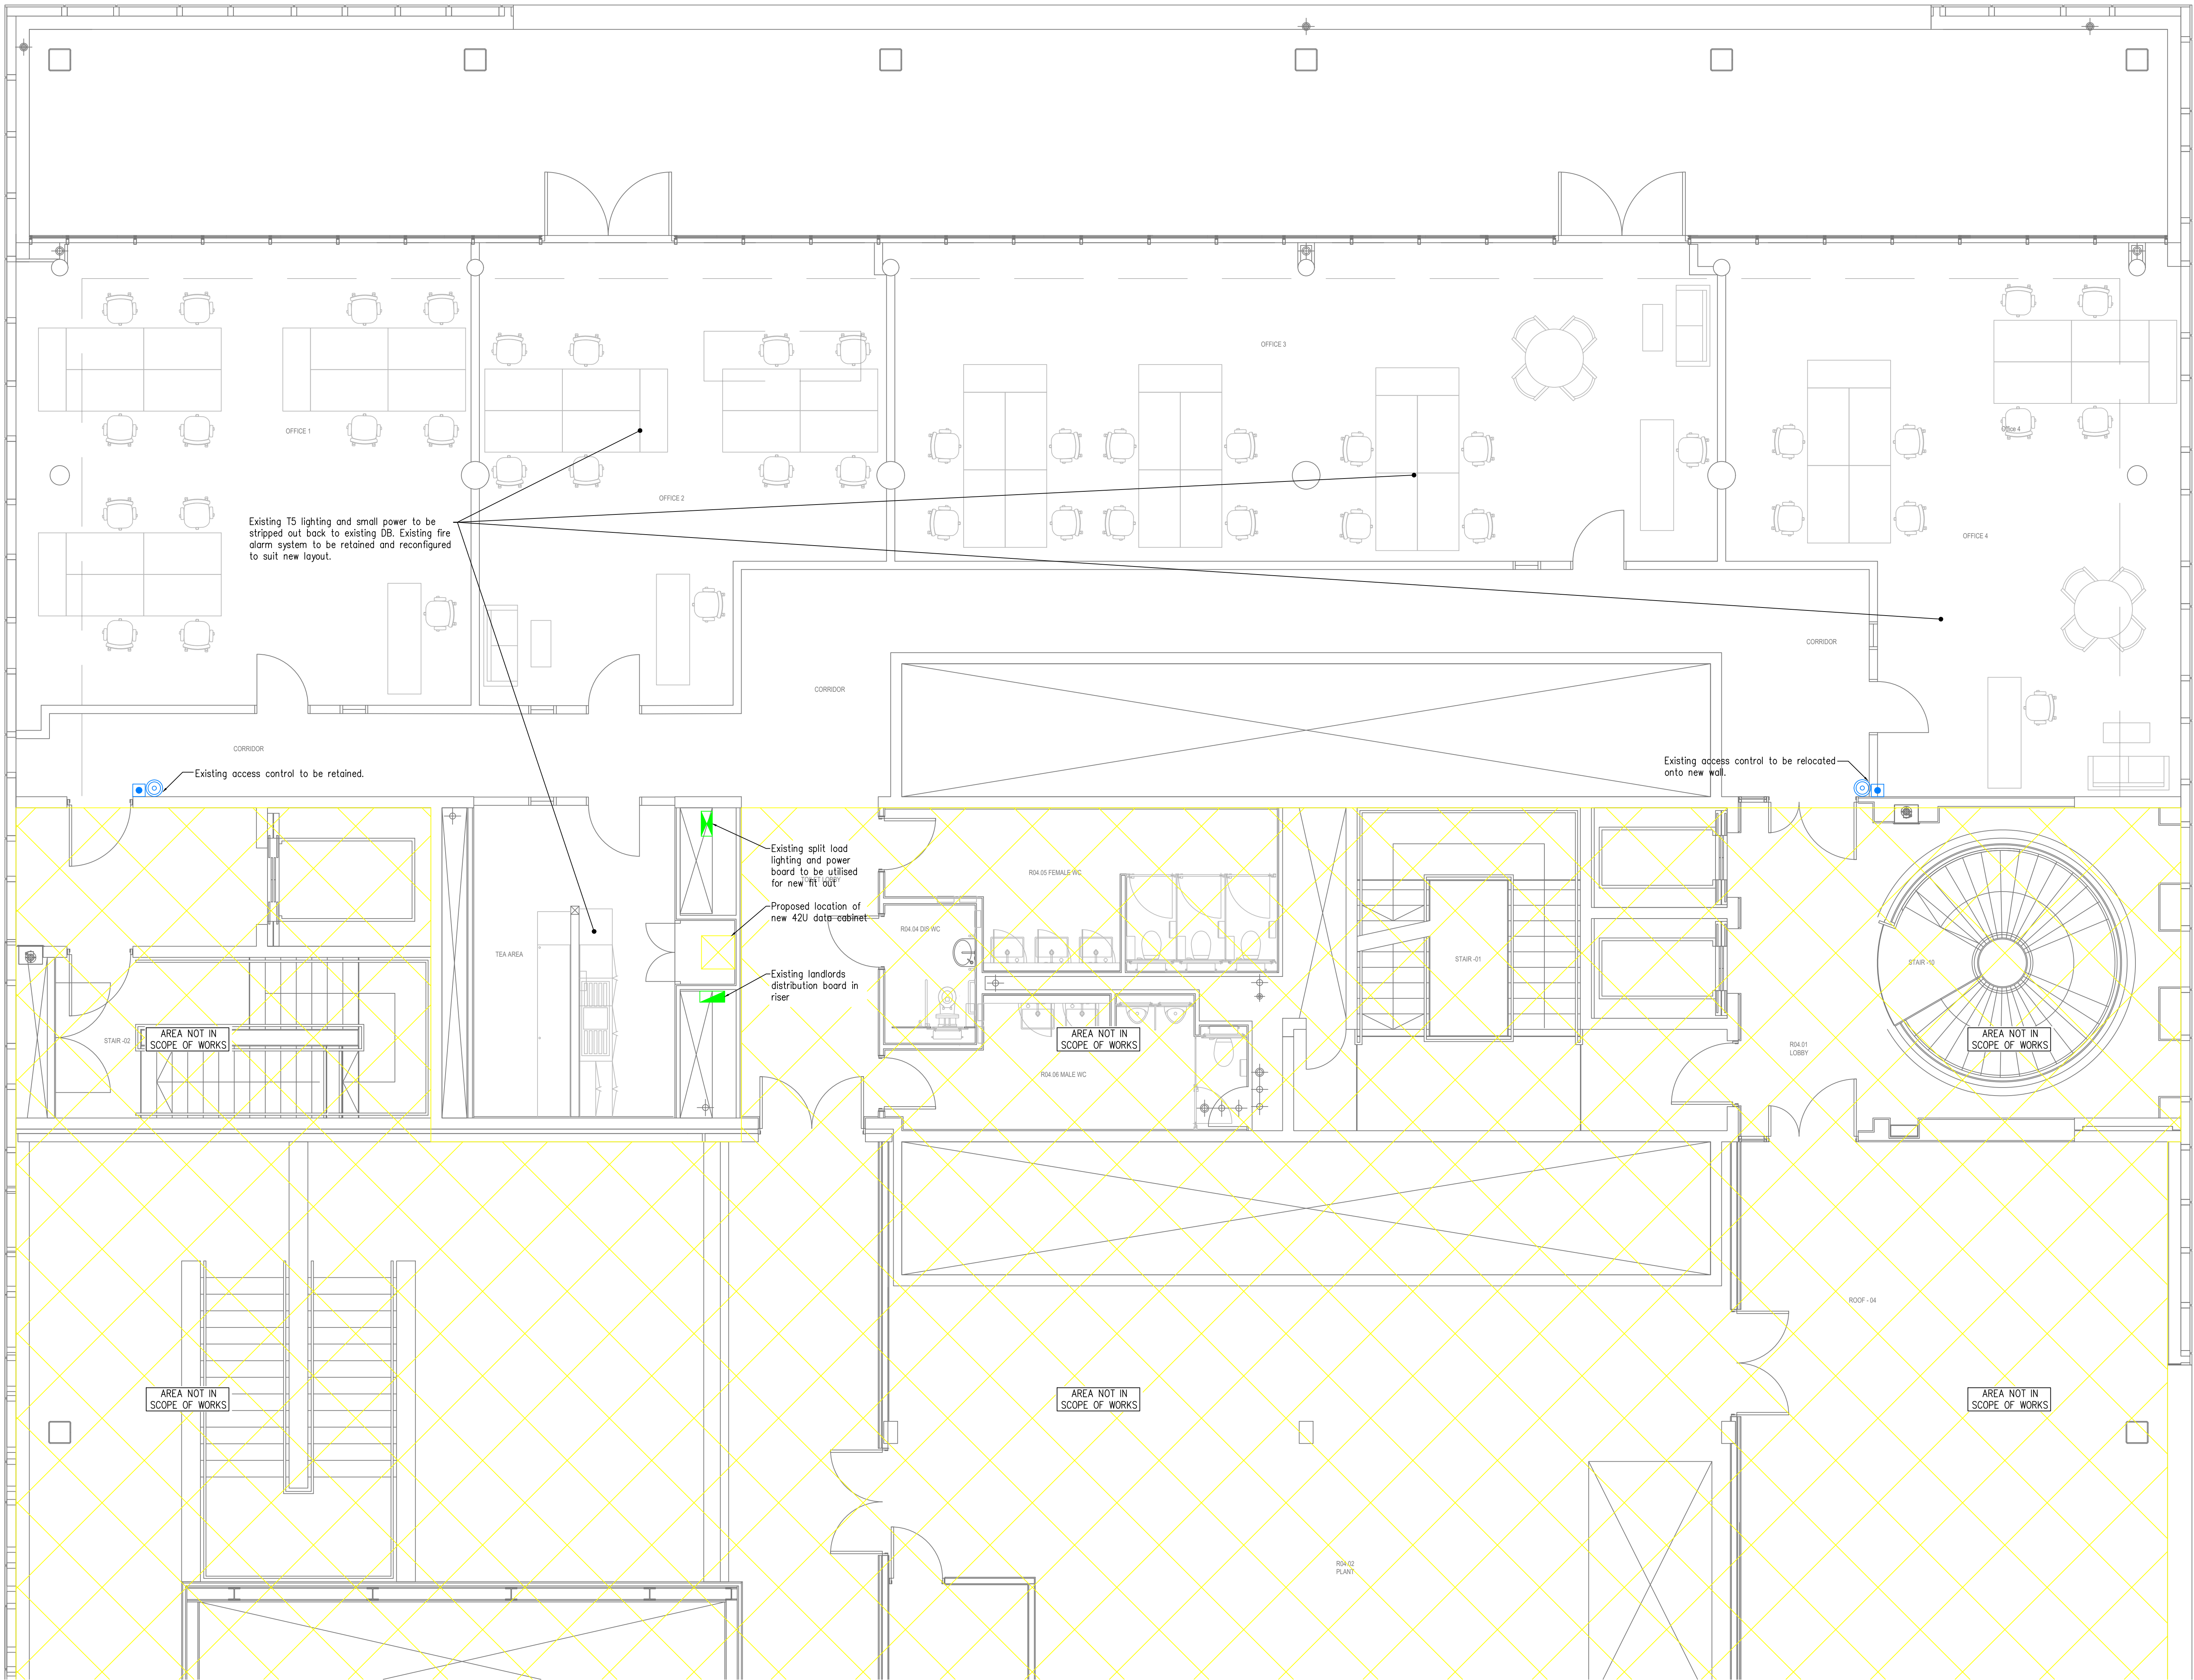 OFFICE 3
OFFICE 1
Office 4
OFFICE 2
Existing T5 lighting and small power to be
stripped out back to existing DB. Existing fire
alarm system to be retained and reconfigured
to suit new layout.
OFFICE 4
CORRIDOR
CORRIDOR
CORRIDOR
Existing access control to be retained.
Existing access control to be relocated
onto new wall.
Existing split load
lighting and power
board to be utilised
for new fit out
TOILET LOBBY
R04.05 FEMALE WC
Proposed location of
new 42U data cabinet
R04.04 DIS WC
TEA AREA
STAIR -01
STAIR -10
Existing landlords
distribution board in
riser
STAIR -02
AREA NOT IN
SCOPE OF WORKS
AREA NOT IN
SCOPE OF WORKS
R04.01
LOBBY
AREA NOT IN
SCOPE OF WORKS
R04.06 MALE WC
ROOF - 04
AREA NOT IN
SCOPE OF WORKS
AREA NOT IN
SCOPE OF WORKS
AREA NOT IN
SCOPE OF WORKS
R04.02
PLANT